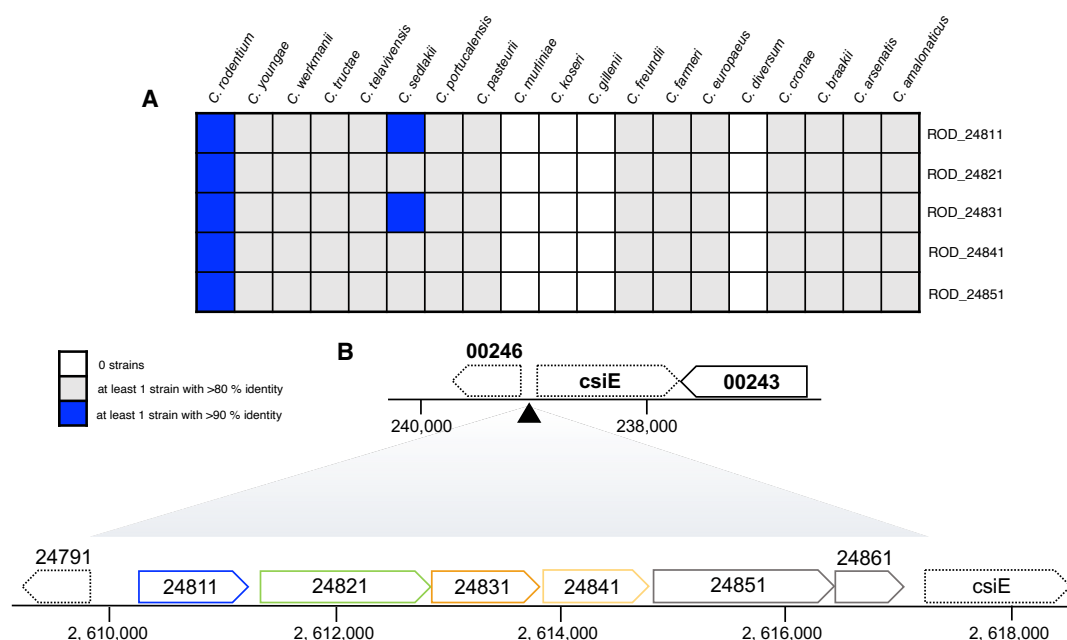 C. rodentium
C. youngae
C. werkmanii
C. tructae
C. telavivensis
C. sedlakii
C. portucalensis
C. pasteurii
C. murliniae
C. koseri
C. gillenii
C. freundii
C. farmeri
C. europaeus
C. diversum
C. cronae
C. braakii
C. arsenatis
C. amalonaticus
A
ROD_24811
ROD_24821
ROD_24831
ROD_24841
ROD_24851
0 strains
at least 1 strain with >80 % identity
at least 1 strain with >90 % identity
B
00246
csiE
00243
240,000
238,000
24791
24811
24821
24831
24841
24851
24861
csiE
2, 610,000
2, 612,000
2, 614,000
2, 616,000
2, 618,000